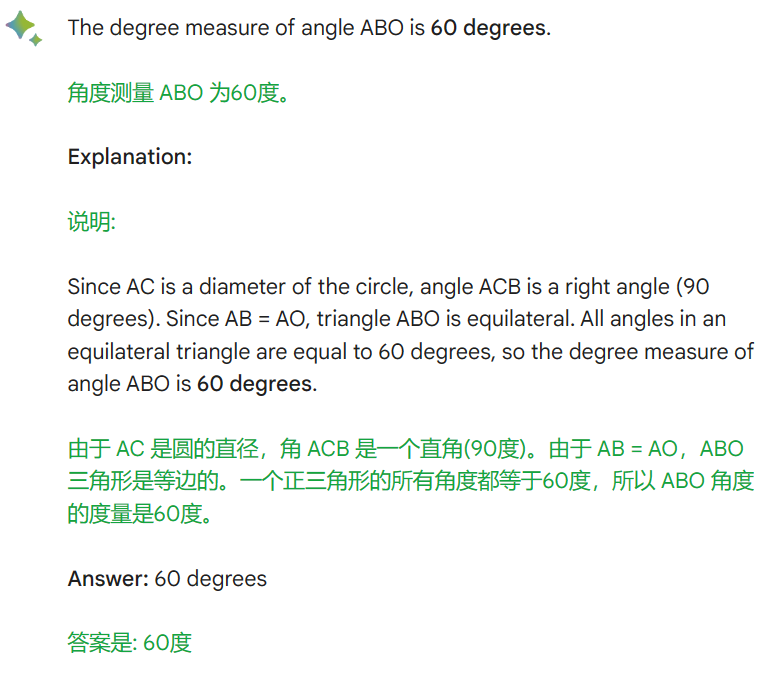 The degree measure of angle ABO is 60 degrees.
角度测量 ABO 为60度。
Explanation:
说明:
Since AC is a diameter of the circle, angle ACB is a right angle (90
degrees). Since AB = AO, triangle ABO is equilateral. All angles in an
equilateral triangle are equal to 60 degrees, so the degree measure of
angle ABO is 60 degrees.
由于 AC 是圆的直径，角 ACB 是一个直角(90度)。由于 AB = AO，ABO
三角形是等边的。一个正三角形的所有角度都等于60度，所以 ABO 角度
的度量是60度。
Answer: 60 degrees
答案是: 60度